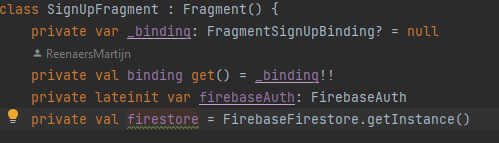 class SignUpFragment : Fragment() {
private var _binding: FragmentSignUpBinding? = null
ReenaersMartijn
private val binding get() = _binding!!
private lateinit var firebaseAuth: FirebaseAuth
private val firestore = FirebaseFirestore.getInstance()